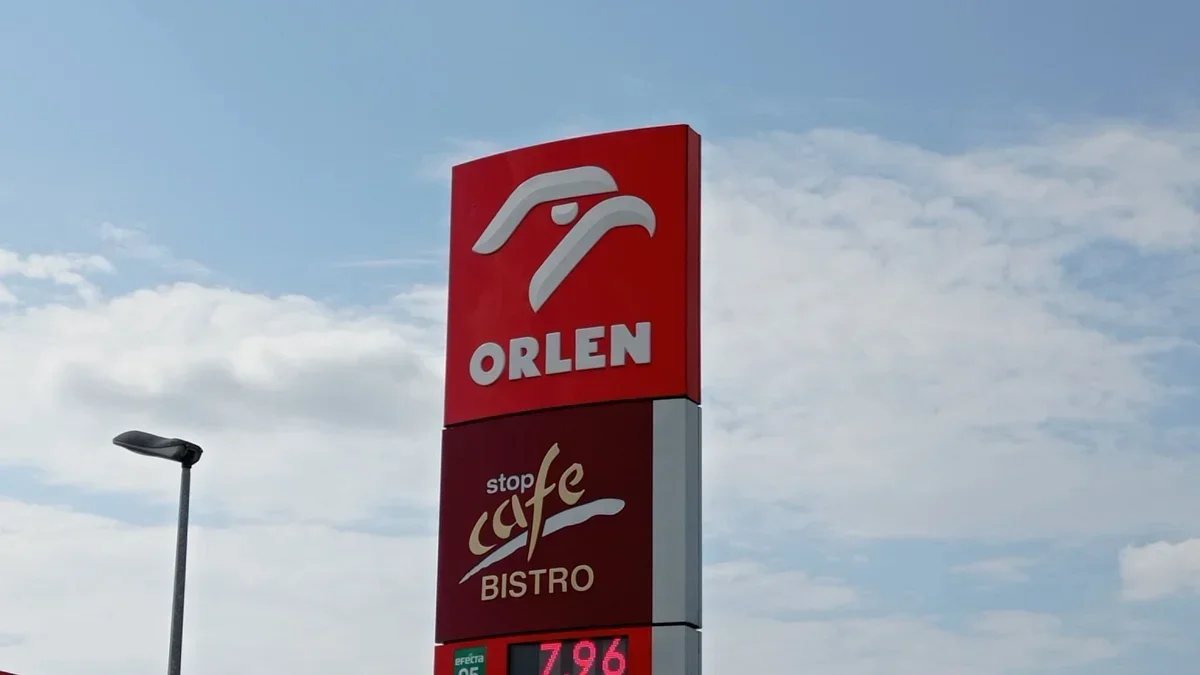 ORLEN
stop
cafe
BISTRO
efecta
95
7.96